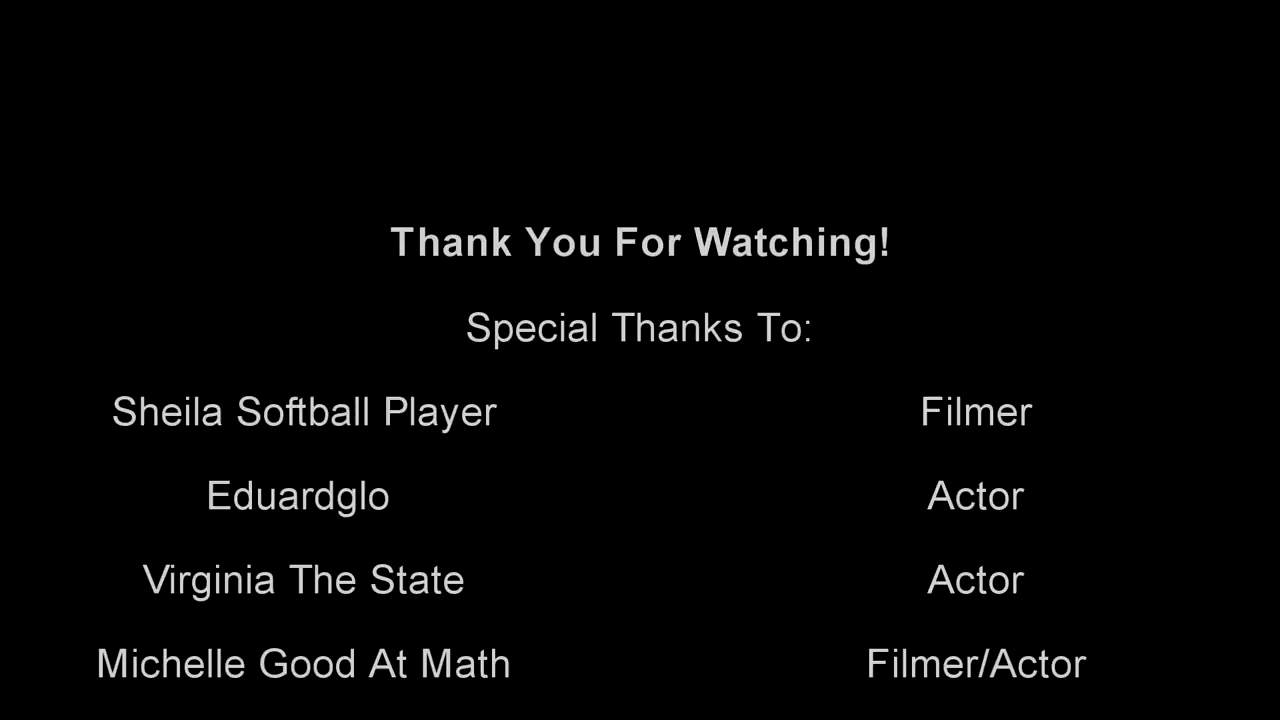 Thank You For Watching!
Special Thanks To:
Sheila Softball Player Filmer
Eduardglo Actor
Virginia The State Actor
Michelle Good At Math Filmer/Actor